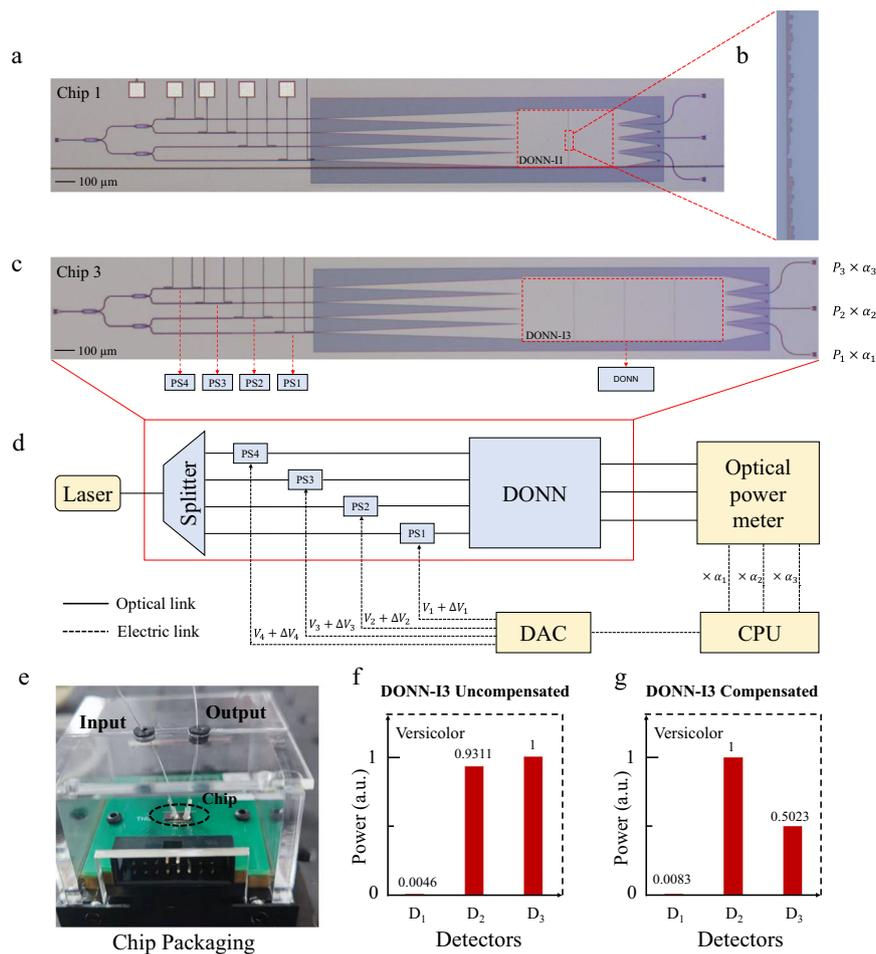 a
b
Chip 1
DONN-I1
100 µm
c
Chip 3
P₃ × α₃
P₂ × α₂
DONN-I3
100 µm
P₁ × α₁
PS4
PS3
PS2
PS1
DONN
d
PS4
PS3
PS2
PS1
Laser
Splitter
DONN
Optical
power
meter
× α₁
× α₂
× α₃
Optical link
Electric link
V₁ + ΔV₁
V₂ + ΔV₂
V₃ + ΔV₃
V₄ + ΔV₄
DAC
CPU
e
Input
Output
Chip
Chip Packaging
f
DONN-I3 Uncompensated
Versicolor
Power (a.u.)
1
0
0.0046
0.9311
1
D₁
D₂
D₃
Detectors
g
DONN-I3 Compensated
Versicolor
Power (a.u.)
1
0
0.0083
1
0.5023
D₁
D₂
D₃
Detectors